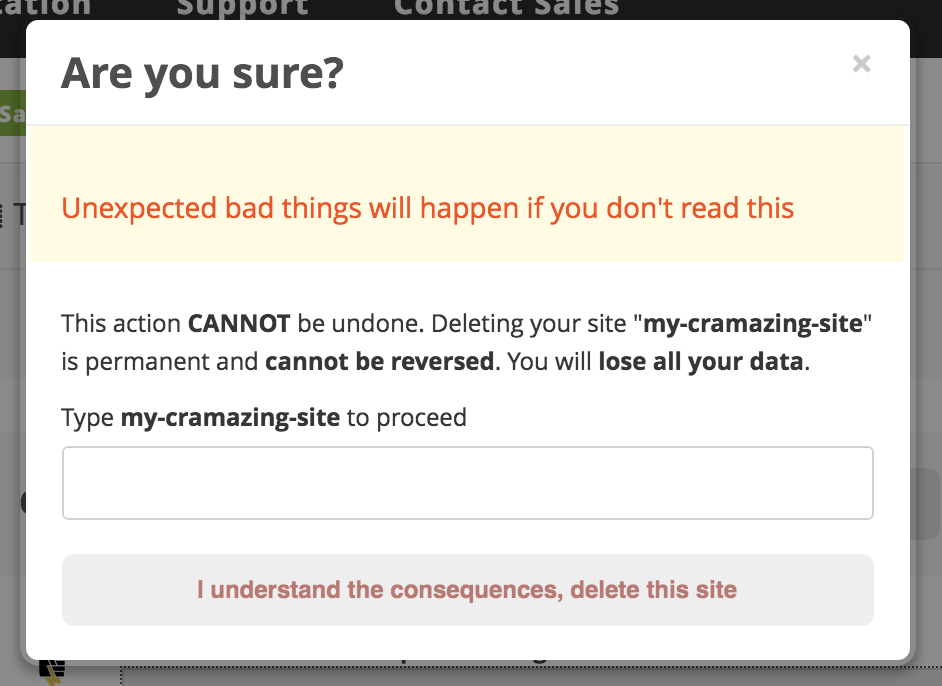 Support
Contact Sales
Are you sure?
×
Sa
T
Unexpected bad things will happen if you don't read this
This action CANNOT be undone. Deleting your site "my-cramazing-site"
is permanent and cannot be reversed. You will lose all your data.
Type my-cramazing-site to proceed
I understand the consequences, delete this site